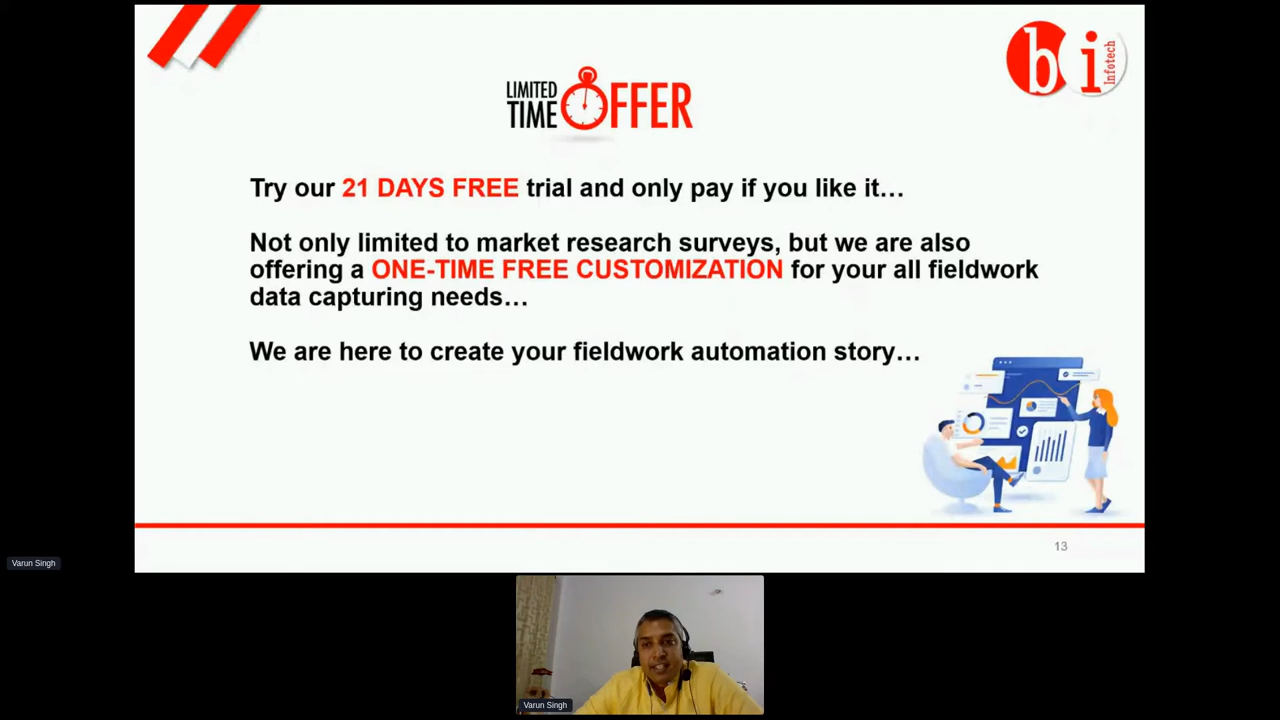 b i Infotech
LIMITED
TIME OFFER
Try our 21 DAYS FREE trial and only pay if you like it…
Not only limited to market research surveys, but we are also
offering a ONE-TIME FREE CUSTOMIZATION for your all fieldwork
data capturing needs…
We are here to create your fieldwork automation story…
13
Varun Singh
Varun Singh